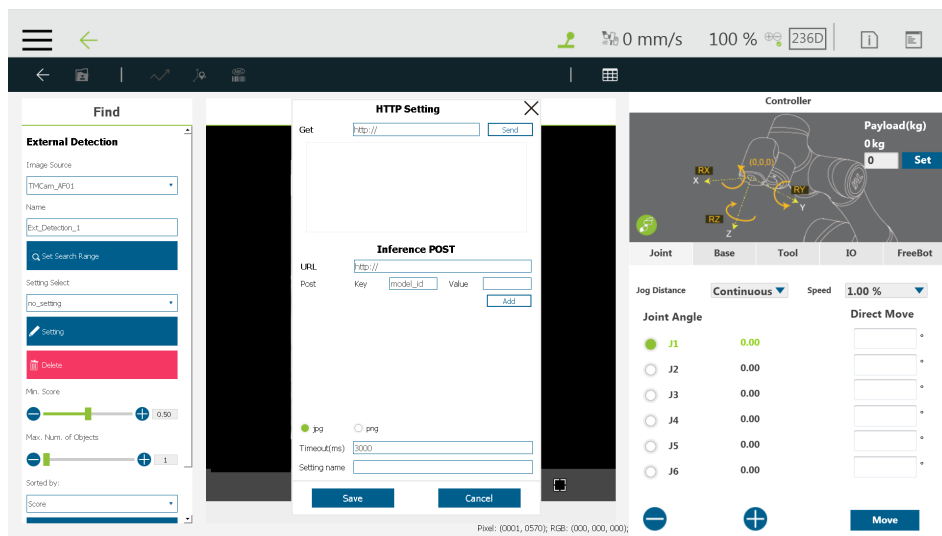 0 mm/s 100 % 236D
Find
External Detection
Image Source
TMCam_AF01
Name
Ext_Detection_1
Set Search Range
Setting Select
no_setting
Setting
Delete
Min. Score
0.50
Max. Num. of Objects
1
Sorted by:
Score
HTTP Setting
Get http:// Send
Inference POST
URL http://
Post Key model_id Value
Add
jpg png
Timeout(ms) 3000
Setting name
Save Cancel
Pixel: (0001, 0570); RGB: (000, 000, 000);
Controller
Payload(kg)
0 kg
0 Set
(0,0,0)
RX
X
RY
Y
RZ
Z
Joint Base Tool IO FreeBot
Jog Distance Continuous Speed 1.00 %
Joint Angle Direct Move
J1 0.00 °
J2 0.00 °
J3 0.00 °
J4 0.00 °
J5 0.00 °
J6 0.00 °
Move